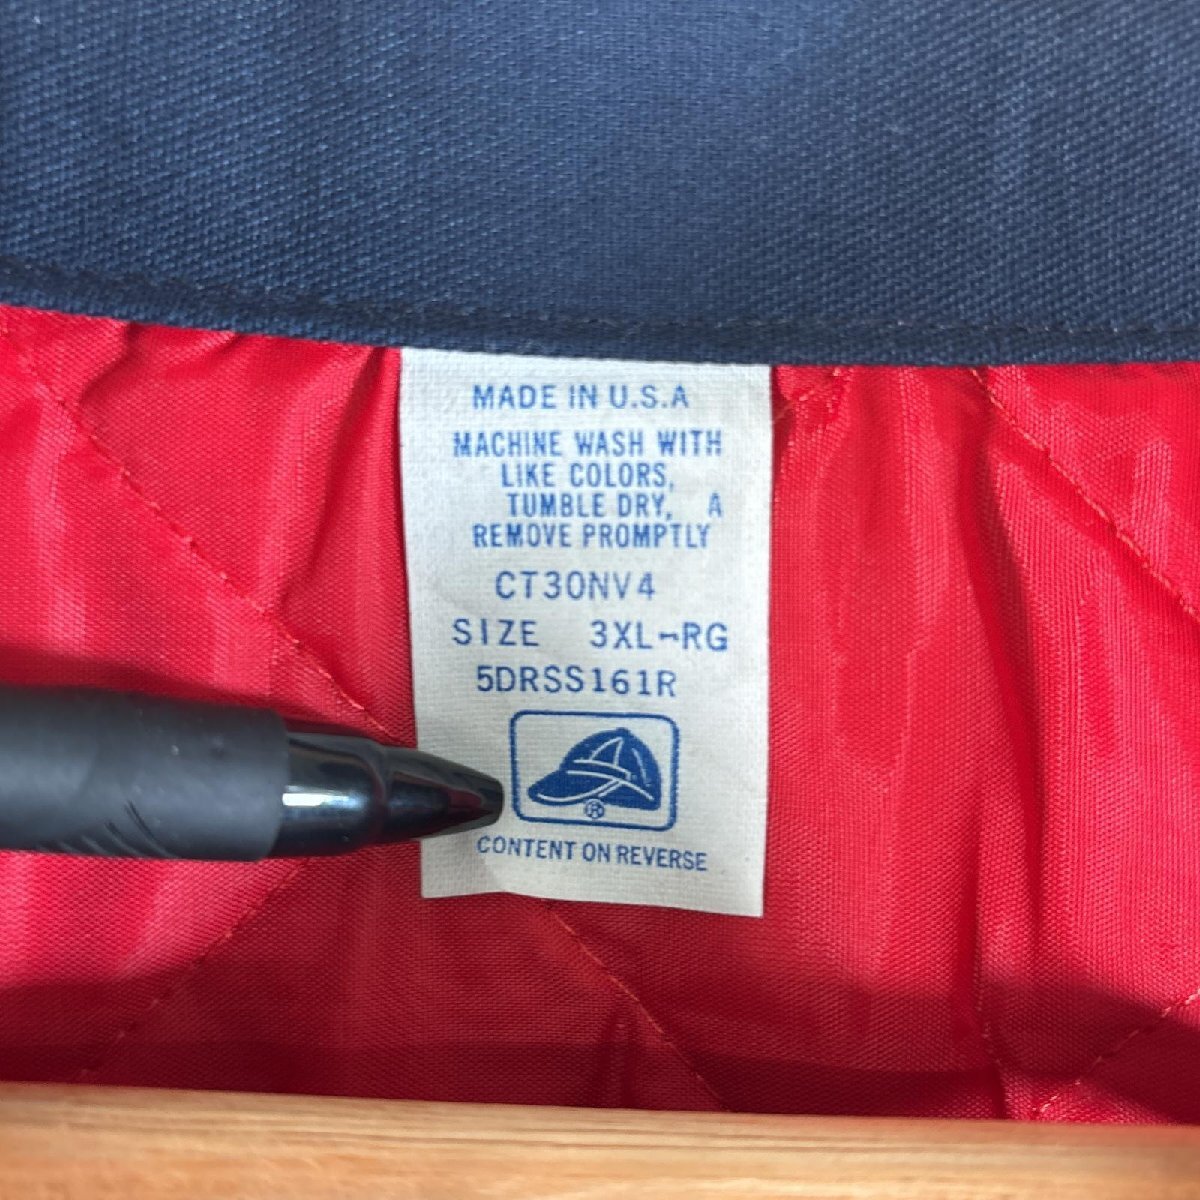 MADE IN U.S.A
MACHINE WASH WITH
LIKE COLORS,
TUMBLE DRY, A
REMOVE PROMPTLY
CT30NV4
SIZE 3XL-RG
5DRSS161R
®
CONTENT ON REVERSE